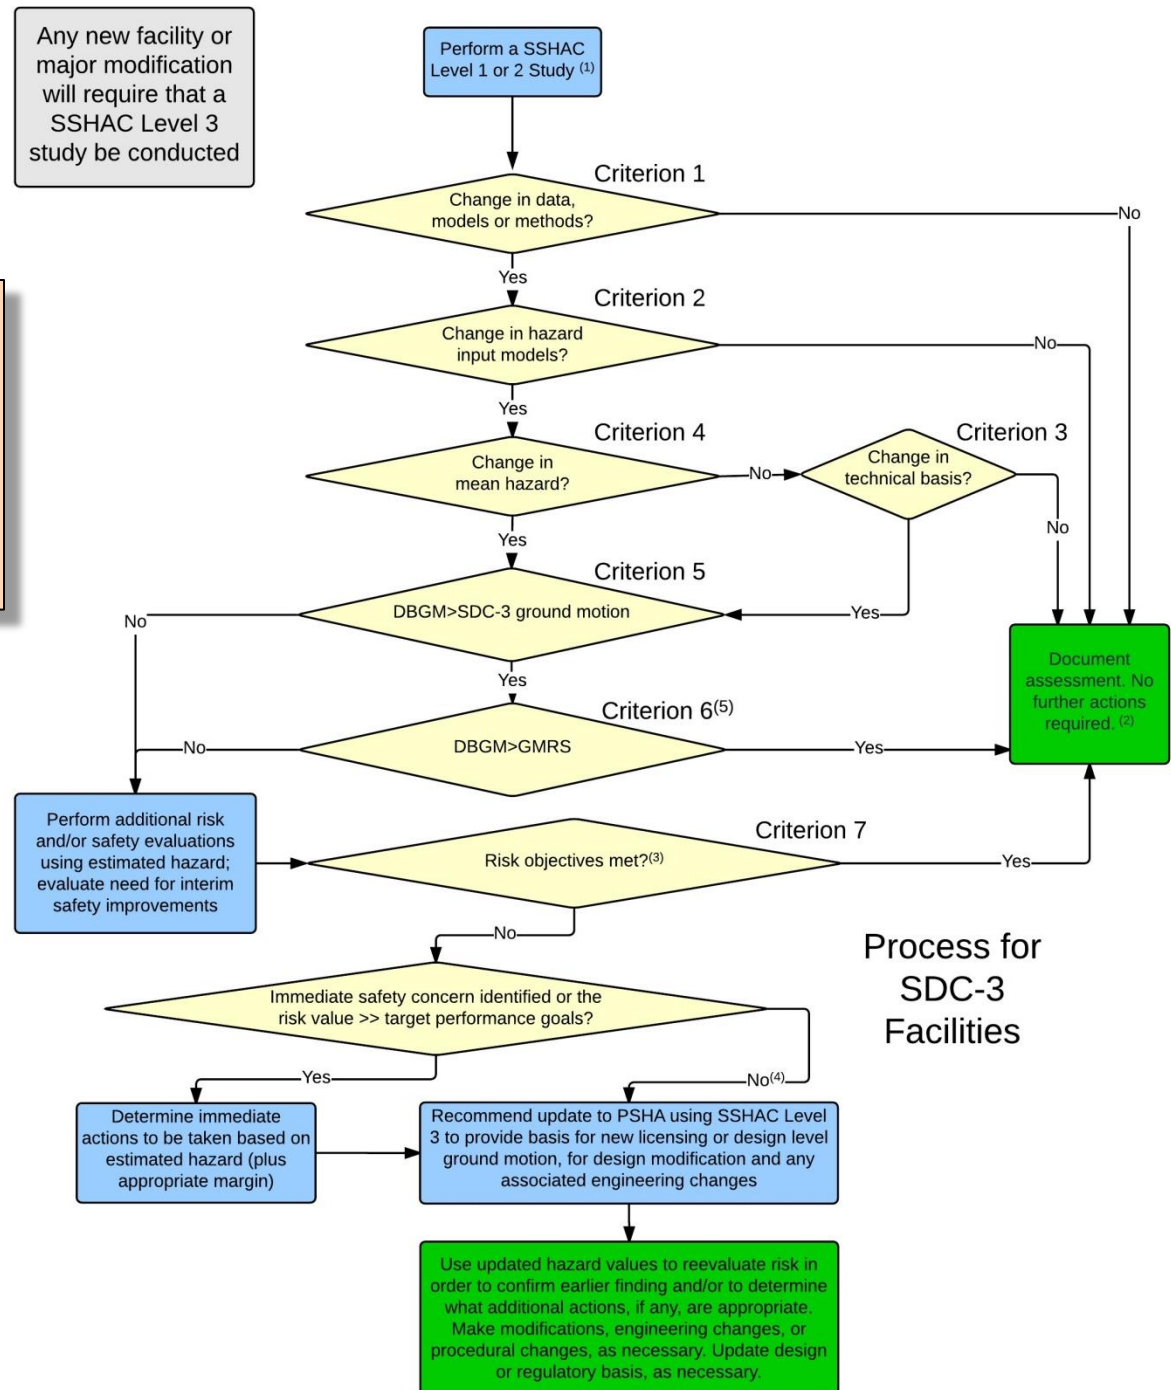 Any new facility or
major modification
will require that a
SSHAC Level 3
study be conducted
Perform a SSHAC
Level 1 or 2 Study (1)
Criterion 1
Change in data,
models or methods?
No
Yes
Criterion 2
Change in hazard
input models?
No
Yes
Criterion 4
Change in
mean hazard?
No
Criterion 3
Change in
technical basis?
No
Yes
Yes
Criterion 5
DBGM>SDC-3 ground motion
No
Yes
Criterion 6(5)
DBGM>GMRS
No
Yes
Document
assessment. No
further actions
required. (2)
Perform additional risk
and/or safety evaluations
using estimated hazard;
evaluate need for interim
safety improvements
Criterion 7
Risk objectives met?(3)
Yes
No
Process for
SDC-3
Facilities
Immediate safety concern identified or the
risk value >> target performance goals?
Yes
No(4)
Determine immediate
actions to be taken based on
estimated hazard (plus
appropriate margin)
Recommend update to PSHA using SSHAC Level
3 to provide basis for new licensing or design level
ground motion, for design modification and any
associated engineering changes
Use updated hazard values to reevaluate risk in
order to confirm earlier finding and/or to determine
what additional actions, if any, are appropriate.
Make modifications, engineering changes, or
procedural changes, as necessary. Update design
or regulatory basis, as necessary.